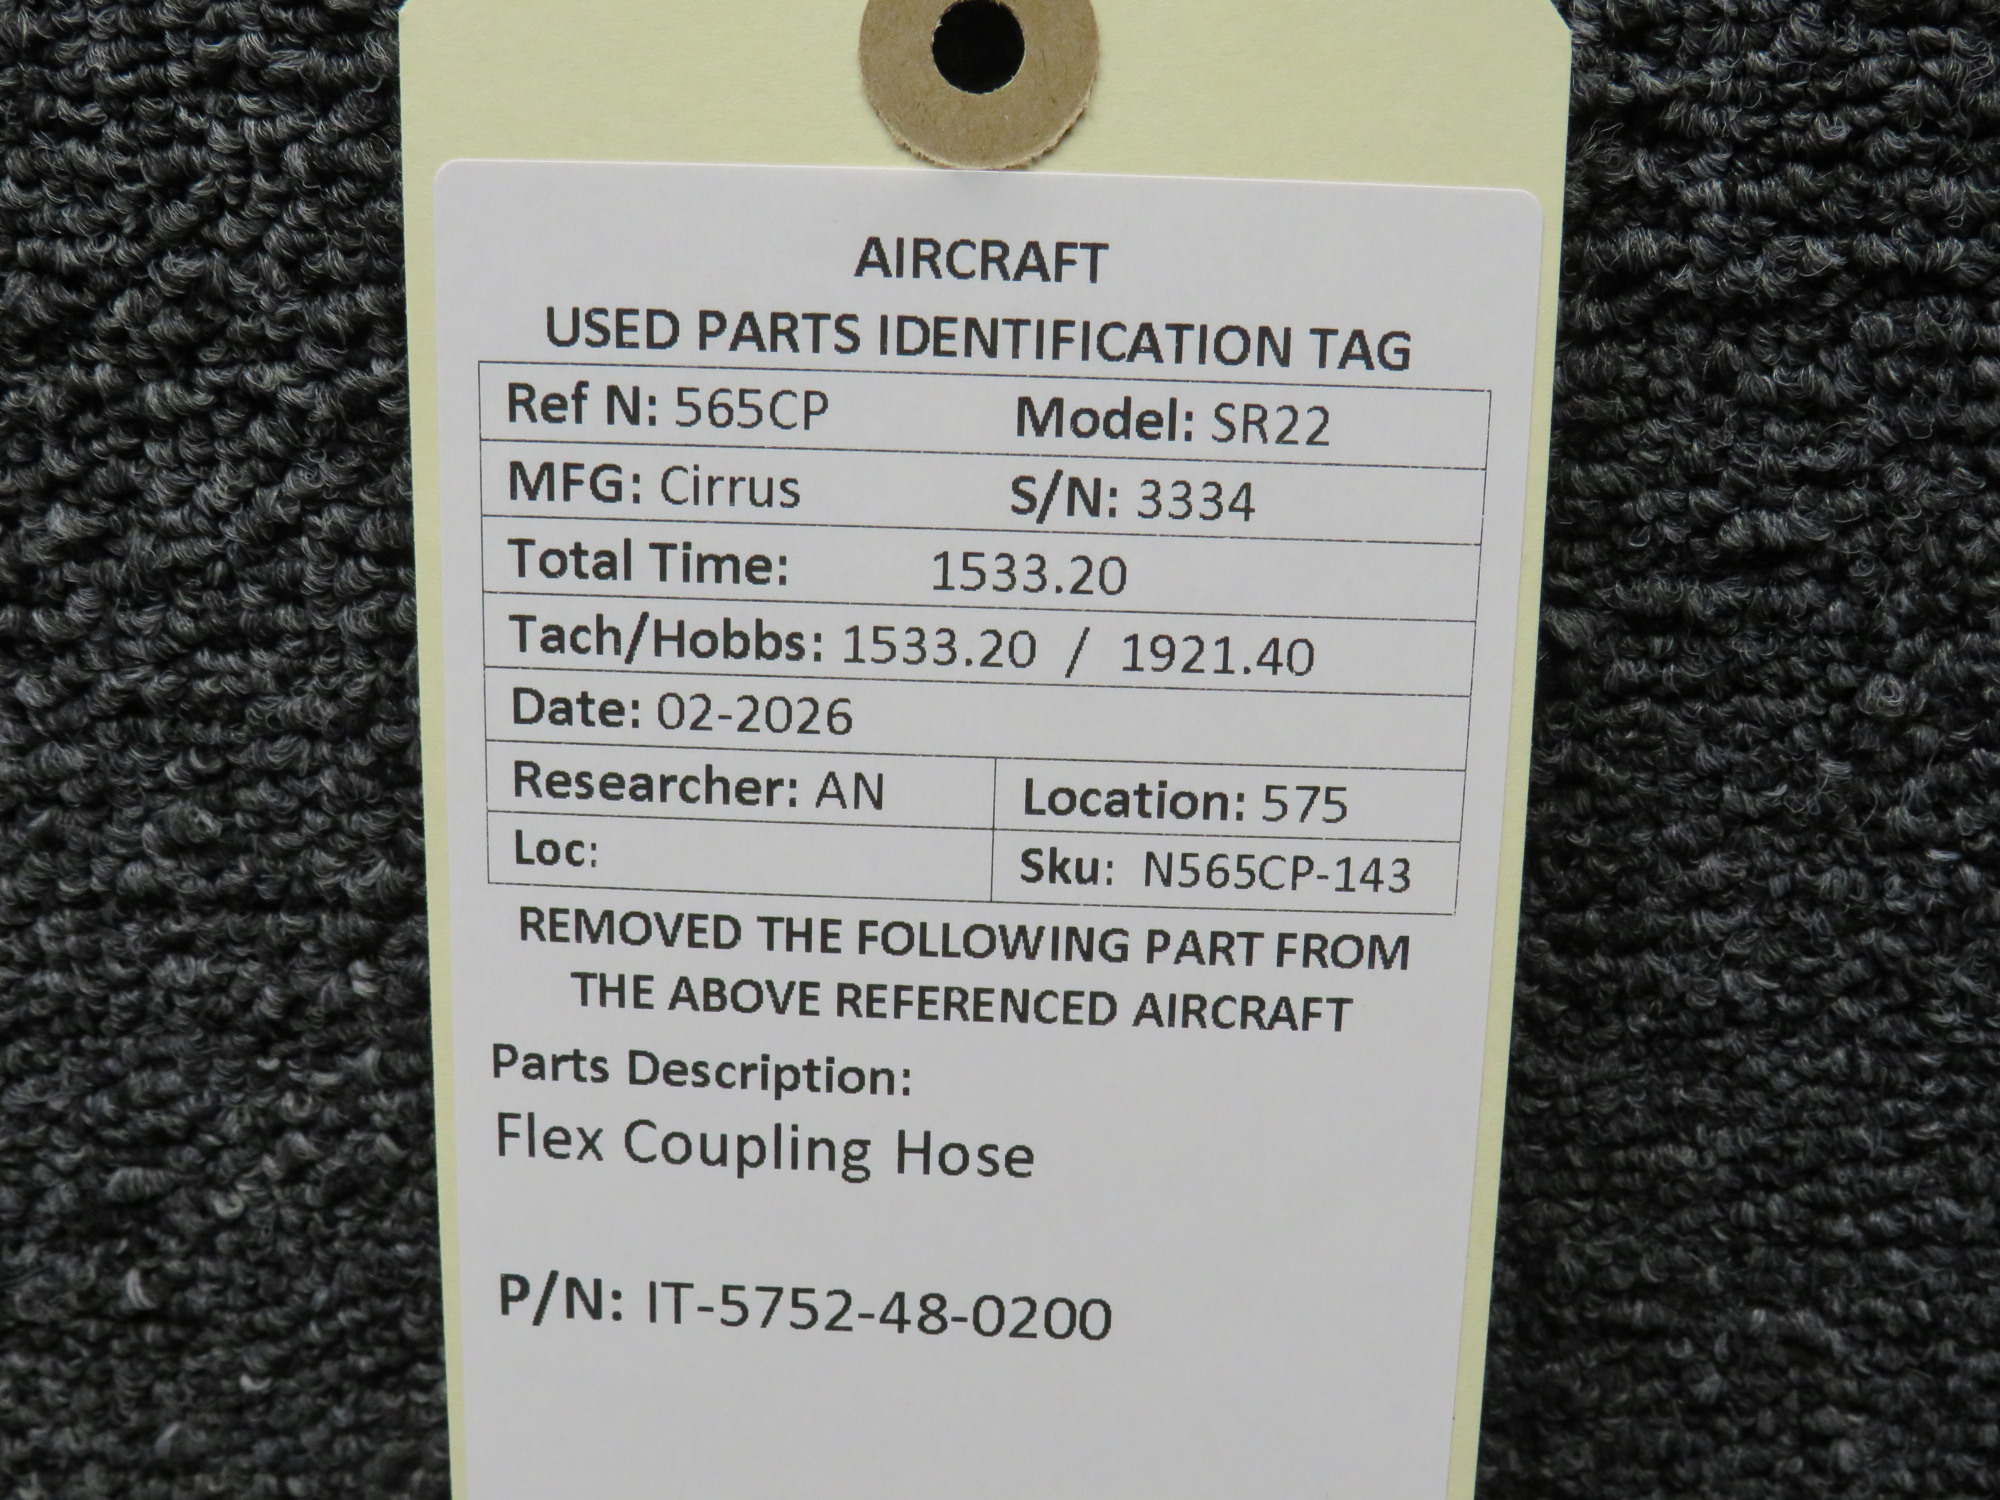 AIRCRAFT
USED PARTS IDENTIFICATION TAG
Ref N: 565CP Model: SR22
MFG: Cirrus S/N: 3334
Total Time: 1533.20
Tach/Hobbs: 1533.20 / 1921.40
Date: 02-2026
Researcher: AN Location: 575
Loc: Sku: N565CP-143
REMOVED THE FOLLOWING PART FROM
THE ABOVE REFERENCED AIRCRAFT
Parts Description:
Flex Coupling Hose
P/N: IT-5752-48-0200